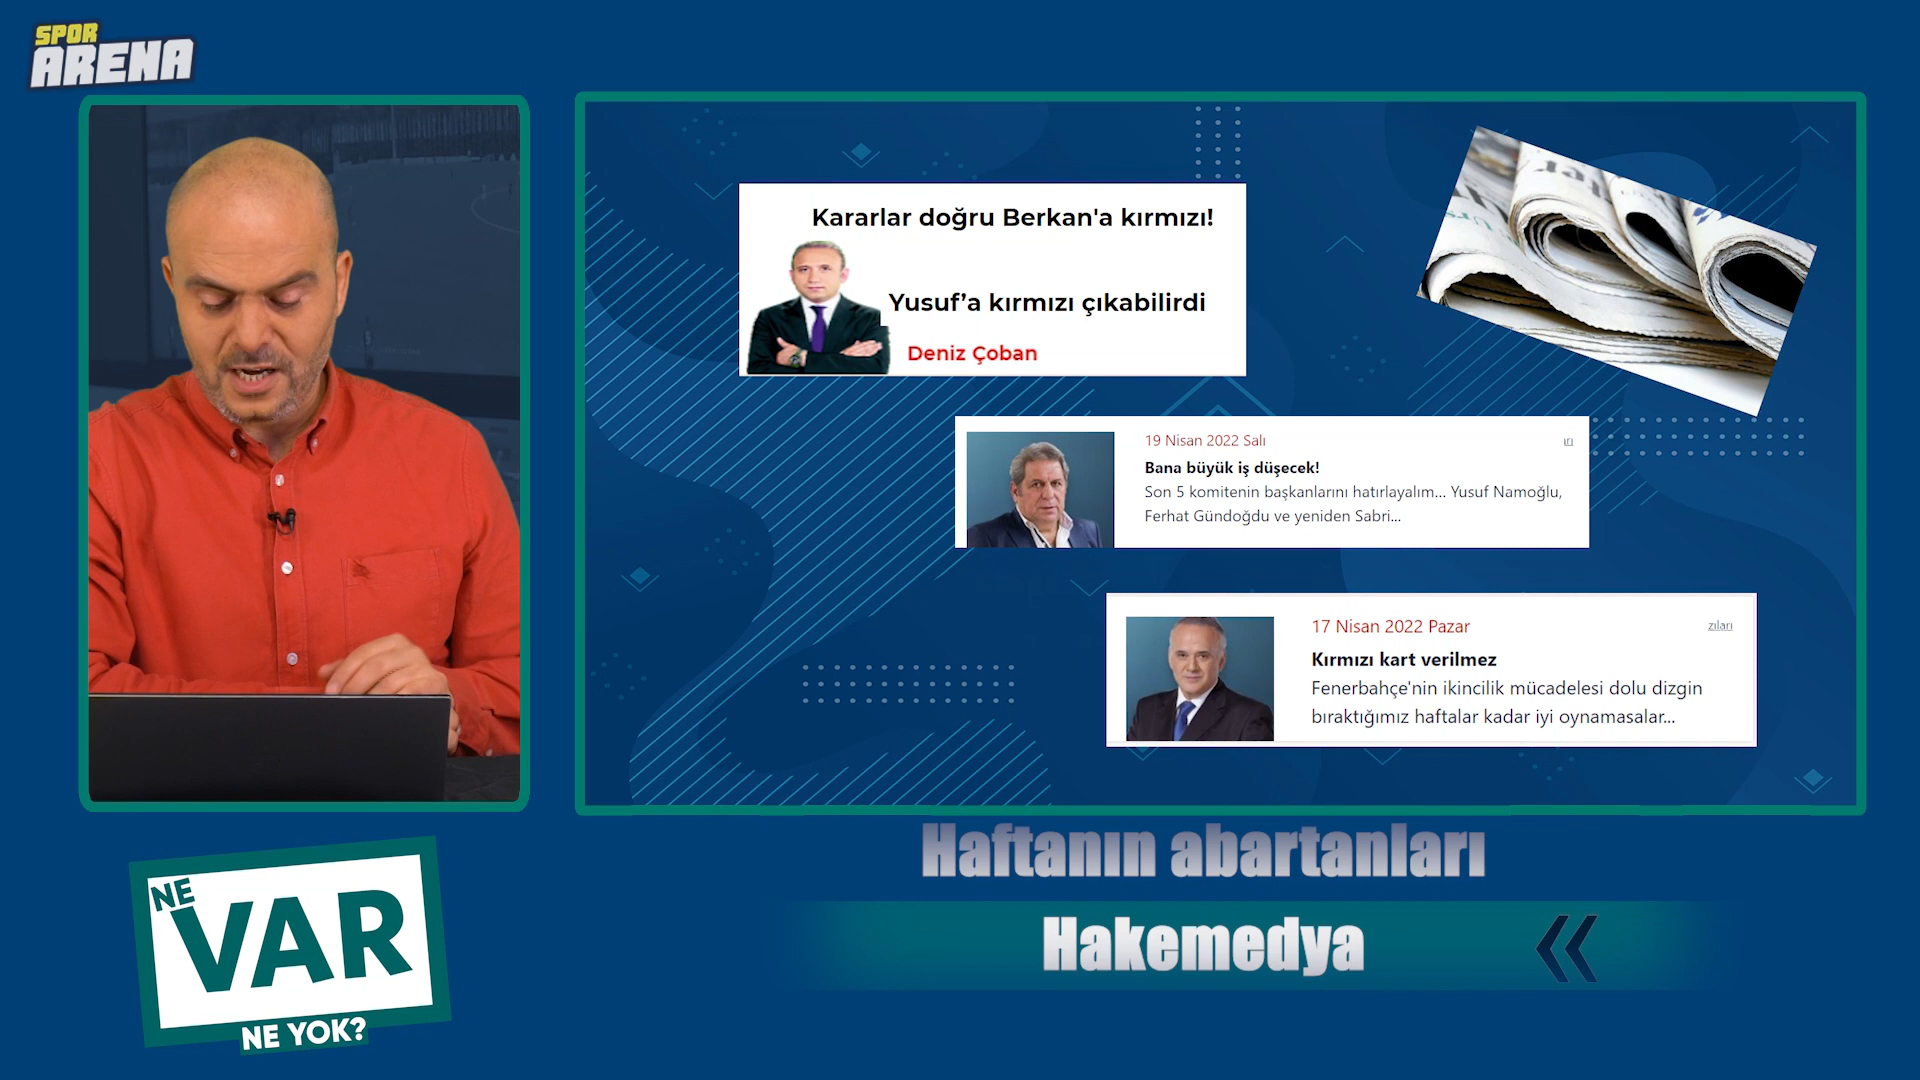 SPOR
ARENA
Kararlar doğru Berkan'a kırmızı!
Yusuf’a kırmızı çıkabilirdi
Deniz Çoban
19 Nisan 2022 Salı
Bana büyük iş düşecek!
Son 5 komitenin başkanlarını hatırlayalım... Yusuf Namoğlu,
Ferhat Gündoğdu ve yeniden Sabri...
17 Nisan 2022 Pazar
zıları
Kırmızı kart verilmez
Fenerbahçe'nin ikincilik mücadelesi dolu dizgin
bıraktığımız haftalar kadar iyi oynamasalar...
Haftanın abartanları
Hakemedya
NE
VAR
NE YOK?